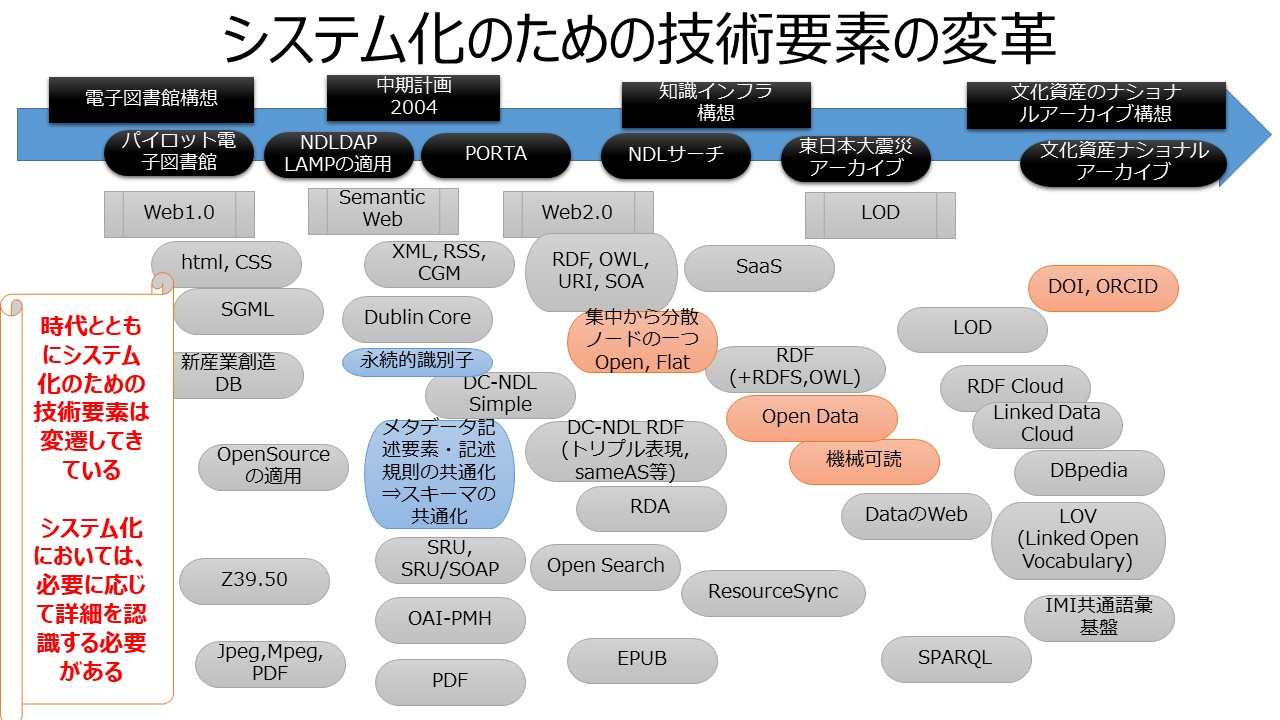 システム化のための技術要素の変革
電子図書館構想
中期計画
2004
知識インフラ
構想
文化資産のナショナ
ルアーカイブ構想
パイロット電
子図書館
NDLDAP
LAMPの適用
PORTA
NDLサーチ
東日本大震災
アーカイブ
文化資産ナショナル
アーカイブ
Web1.0
Semantic
Web
Web2.0
LOD
html, CSS
XML, RSS,
CGM
RDF, OWL,
URI, SOA
SaaS
DOI, ORCID
SGML
Dublin Core
集中から分散
ノードの一つ
Open, Flat
LOD
新産業創造
DB
永続的識別子
DC-NDL
Simple
RDF
(+RDFS,OWL)
RDF Cloud
Open Data
Linked Data
Cloud
OpenSource
の適用
メタデータ記
述要素・記述
規則の共通化
⇒スキーマの
共通化
DC-NDL RDF
(トリプル表現,
sameAS等)
機械可読
DBpedia
RDA
DataのWeb
LOV
(Linked Open
Vocabulary)
Z39.50
SRU,
SRU/SOAP
Open Search
ResourceSync
OAI-PMH
IMI共通語彙
基盤
Jpeg,Mpeg,
PDF
PDF
EPUB
SPARQL
時代ととも
にシステム
化のための
技術要素は
変遷してき
ている
システム化
においては、
必要に応じ
て詳細を認
識する必要
がある